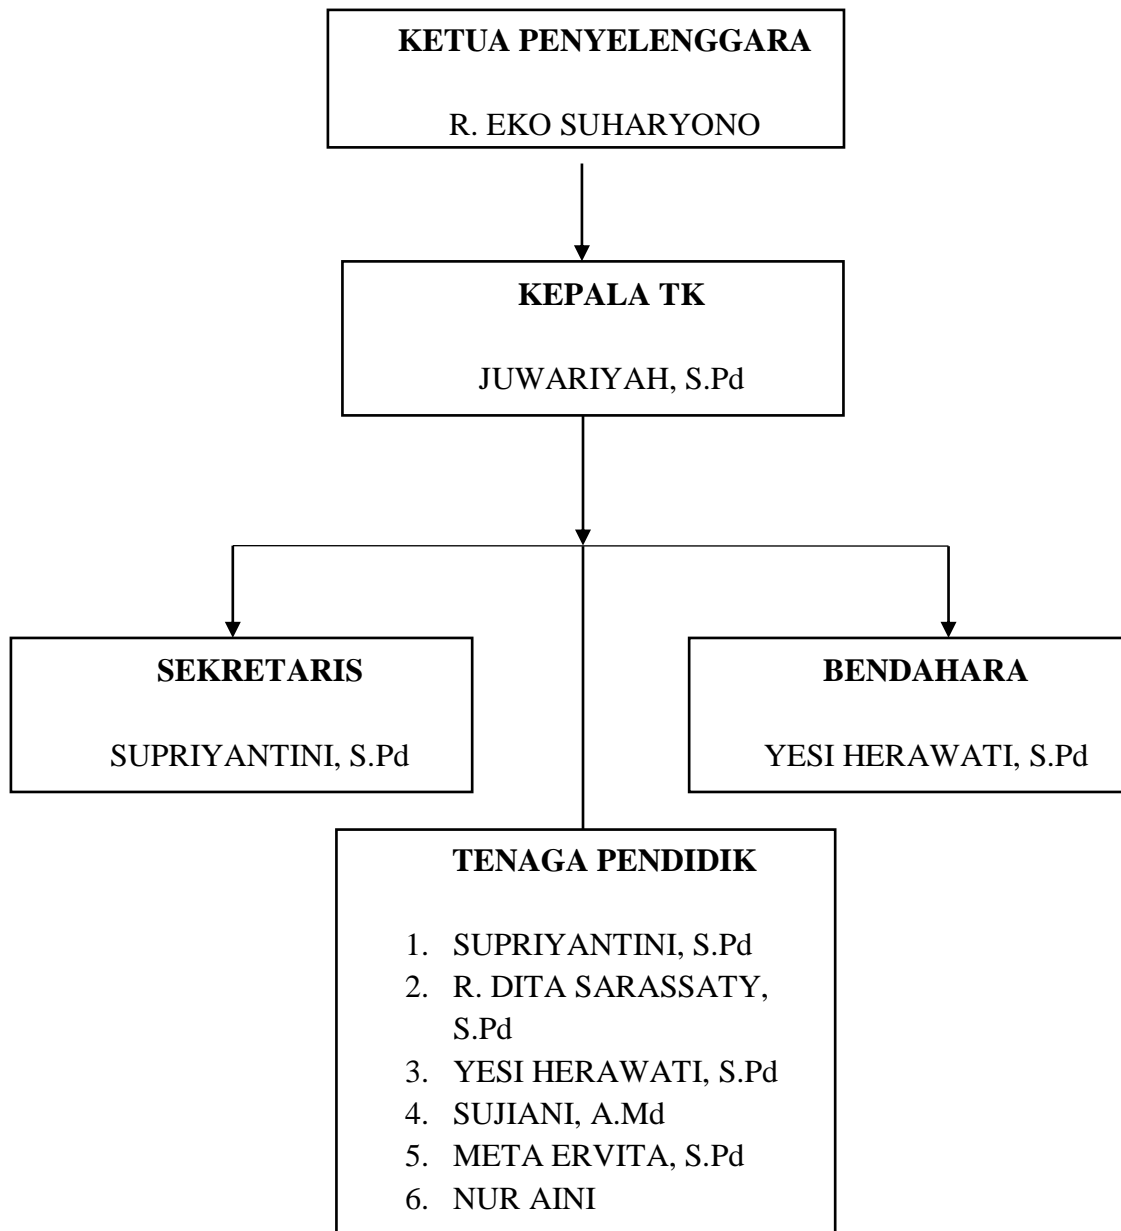 KETUA PENYELENGGARA
R. EKO SUHARYONO
KEPALA TK
JUWARIYAH, S.Pd
SEKRETARIS
SUPRIYANTINI, S.Pd
BENDAHARA
YESI HERAWATI, S.Pd
TENAGA PENDIDIK
1. SUPRIYANTINI, S.Pd
2. R. DITA SARASSATY,
S.Pd
3. YESI HERAWATI, S.Pd
4. SUJIANI, A.Md
5. META ERVITA, S.Pd
6. NUR AINI